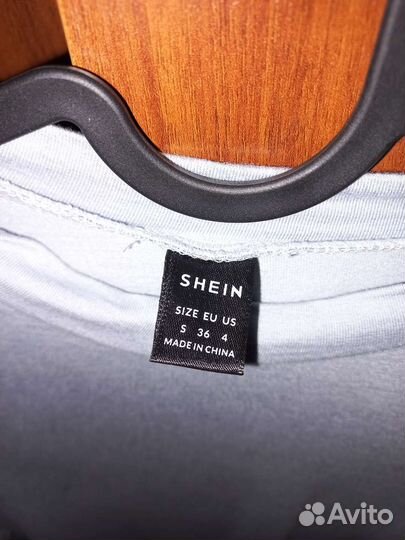 SHEIN
SIZE EU US
S 36 4
MADE IN CHINA
Avito